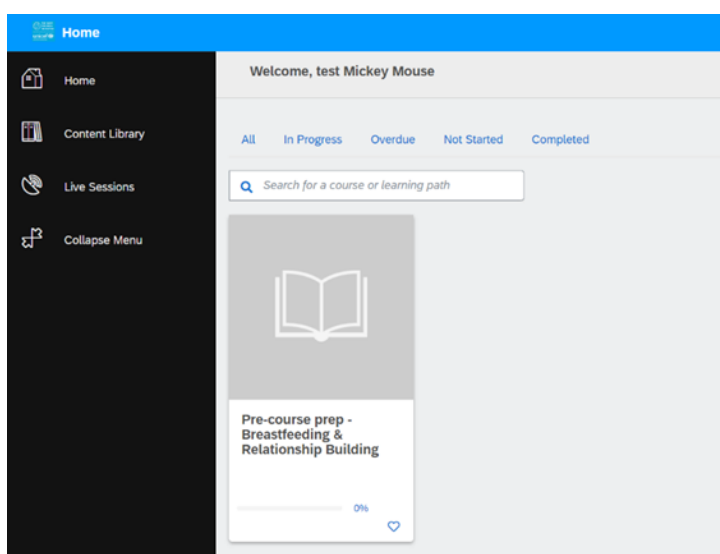 Home
Welcome, test Mickey Mouse
Home
Content Library
Live Sessions
Collapse Menu
All In Progress Overdue Not Started Completed
Search for a course or learning path
Pre-course prep -
Breastfeeding &
Relationship Building
0%